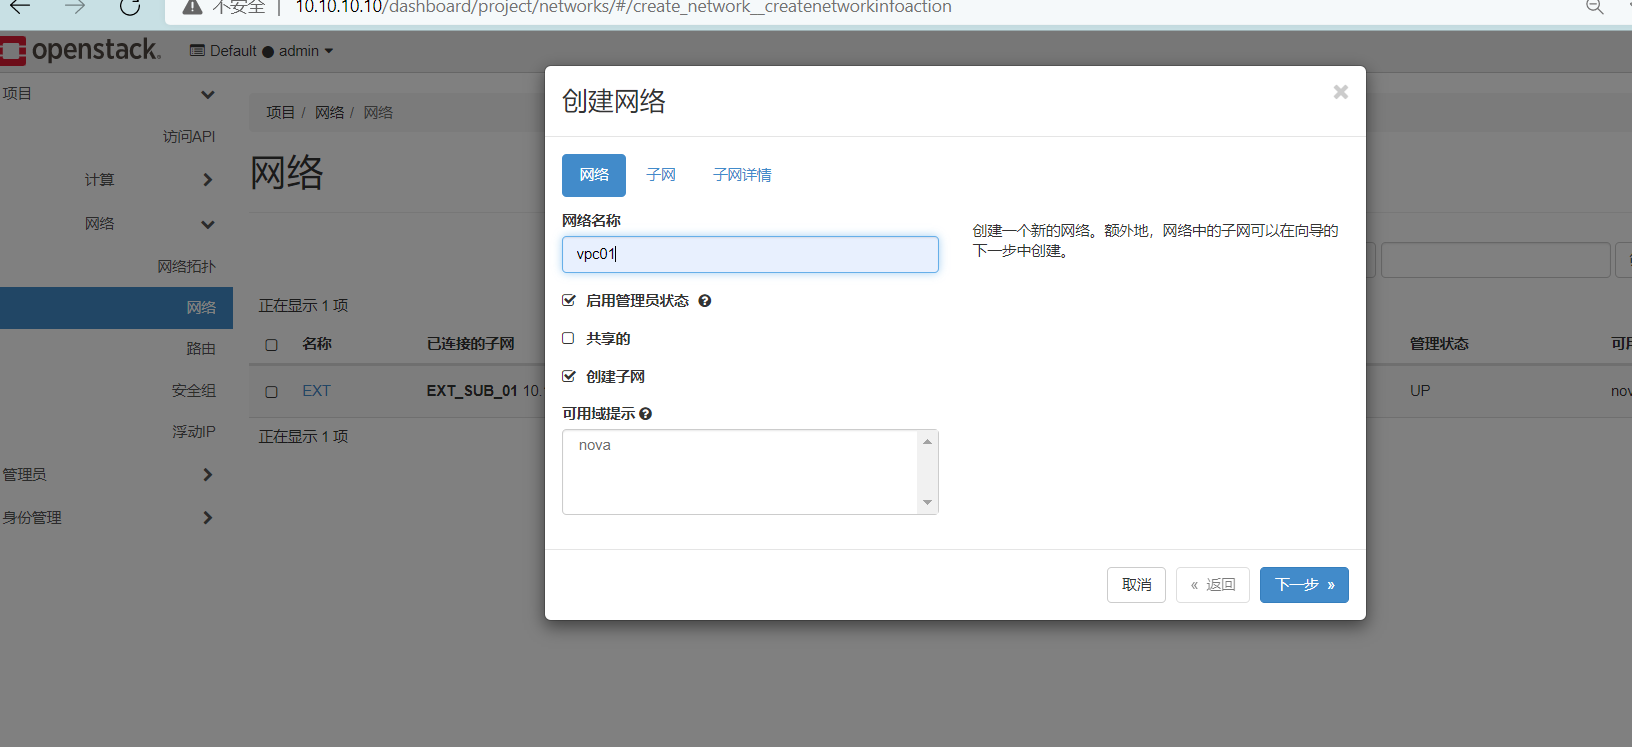 不安全 | 10.10.10.10/dashboard/project/networks/#/create_network__createnetworkinfoaction
openstack.
Default ● admin
项目
访问API
计算
网络
网络拓扑
网络
路由
安全组
浮动IP
管理员
身份管理
项目 / 网络 / 网络
网络
正在显示 1 项
名称 已连接的子网 管理状态
EXT EXT_SUB_01 10. UP
正在显示 1 项
创建网络
网络 子网 子网详情
网络名称
vpc01
启用管理员状态
共享的
创建子网
可用域提示
nova
创建一个新的网络。额外地，网络中的子网可以在向导的
下一步中创建。
取消 « 返回 下一步 »